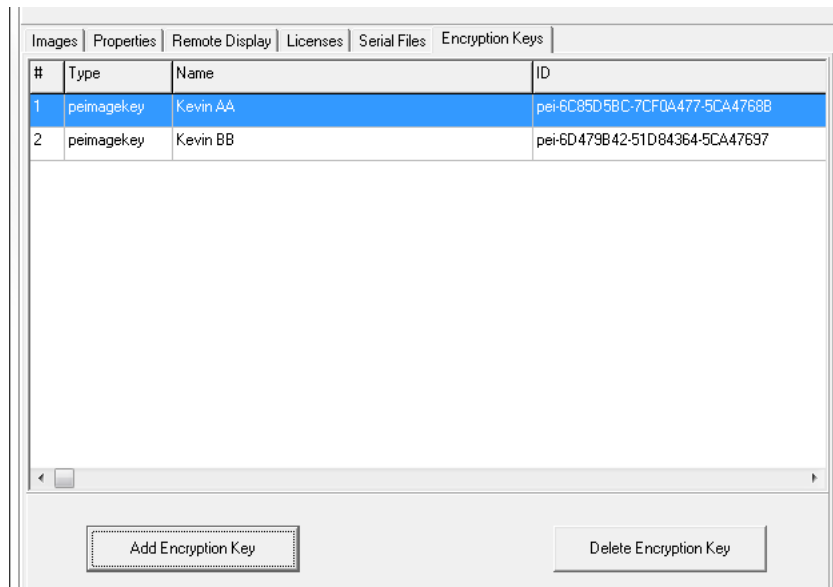 Images Properties Remote Display Licenses Serial Files Encryption Keys
# Type Name ID
1 peimagekey Kevin AA pei-6C85D5BC-7CF0A477-5CA4768B
2 peimagekey Kevin BB pei-6D479B42-51D84364-5CA47697
Add Encryption Key Delete Encryption Key